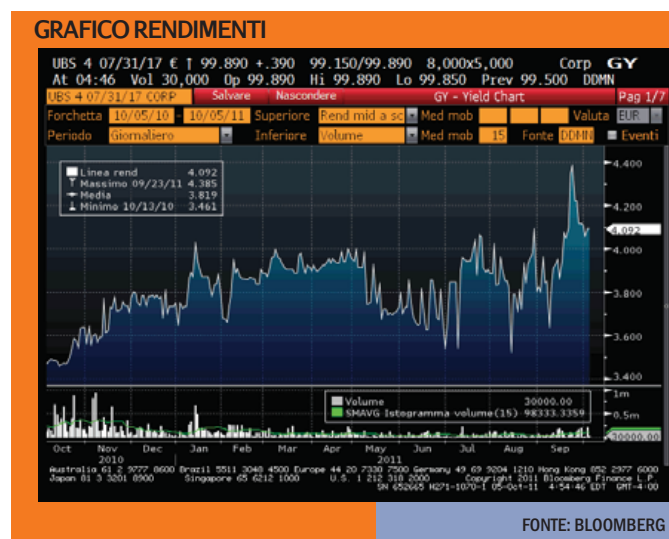 GRAFICO RENDIMENTI
UBS 4 07/31/17 € ↑ 99.890 +.390 99.150/99.890 8,000x5,000 Corp GY
At 04:46 Vol 30,000 Op 99.890 Hi 99.890 Lo 99.850 Prev 99.500 DDMN
UBS 4 07/31/17 CORP Salvare Nascondere GY - Yield Chart Pag 1/7
Forchetta 10/05/10 - 10/05/11 Superiore Rend mid a sc Med mob Valuta EUR
Periodo Giornaliero Inferiore Volume Med mob 15 Fonte DDMN Eventi
Linea rend 4.092
Massimo 09/23/11 4.385
Media 3.819
Minimo 10/13/10 3.461
4.400
4.200
4.092
4.000
3.800
3.600
3.400
Volume 30000.00
SMAVG Istogramma volume(15) 98333.3359
1m
0.5m
30000.00
Oct Nov Dec Jan Feb Mar Apr May Jun Jul Aug Sep
2010 2011
Australia 61 2 9777 8600 Brazil 5511 3048 4500 Europe 44 20 7330 7500 Germany 49 69 9204 1210 Hong Kong 852 2977 6000
Japan 81 3 3201 8900 Singapore 65 6212 1000 U.S. 1 212 318 2000 Copyright 2011 Bloomberg Finance L.P.
SN 652665 H271-1070-1 05-Oct-11 4:54:46 EDT GMT-4:00
FONTE: BLOOMBERG